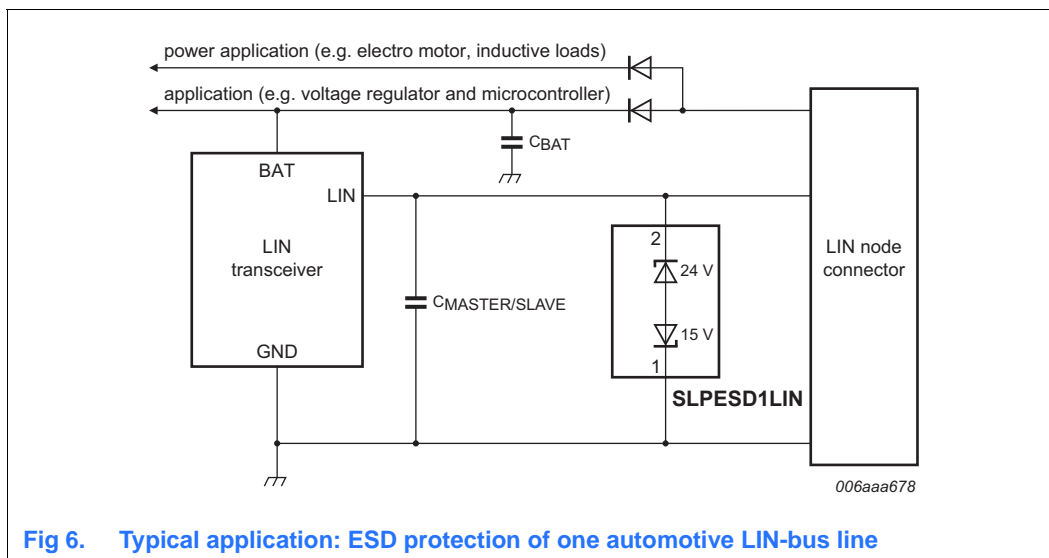 power application (e.g. electro motor, inductive loads)
application (e.g. voltage regulator and microcontroller)
CBAT
BAT
LIN
LIN
transceiver
GND
CMASTER/SLAVE
2
24 V
15 V
1
SLPESD1LIN
LIN node
connector
006aaa678
Fig 6. Typical application: ESD protection of one automotive LIN-bus line